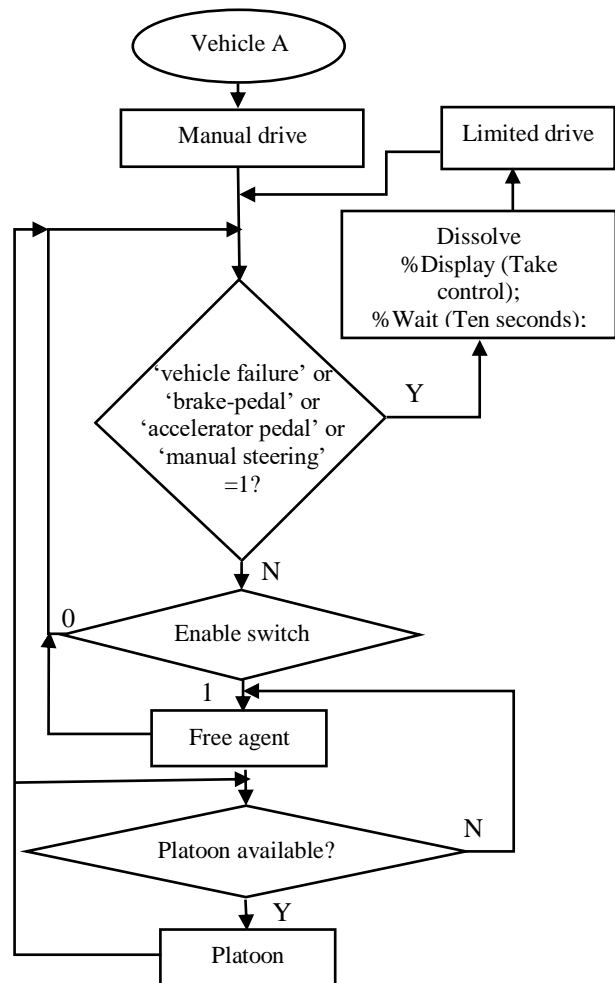 Vehicle A
Manual drive
Limited drive
Dissolve
%Display (Take
control);
%Wait (Ten seconds);
‘vehicle failure’ or
‘brake-pedal’ or
‘accelerator pedal’ or
‘manual steering’
=1?
Y
N
Enable switch
0
1
Free agent
Platoon available?
N
Y
Platoon